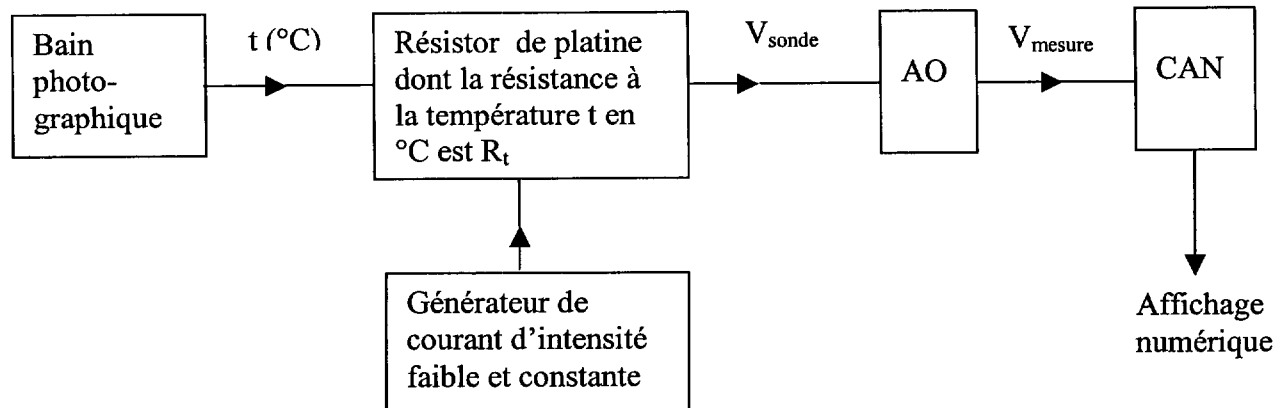 Bain
photo-
graphique
t (°C)
Résistor de platine
dont la résistance à
la température t en
°C est Rt
Vsonde
AO
Vmesure
CAN
Générateur de
courant d'intensité
faible et constante
Affichage
numérique